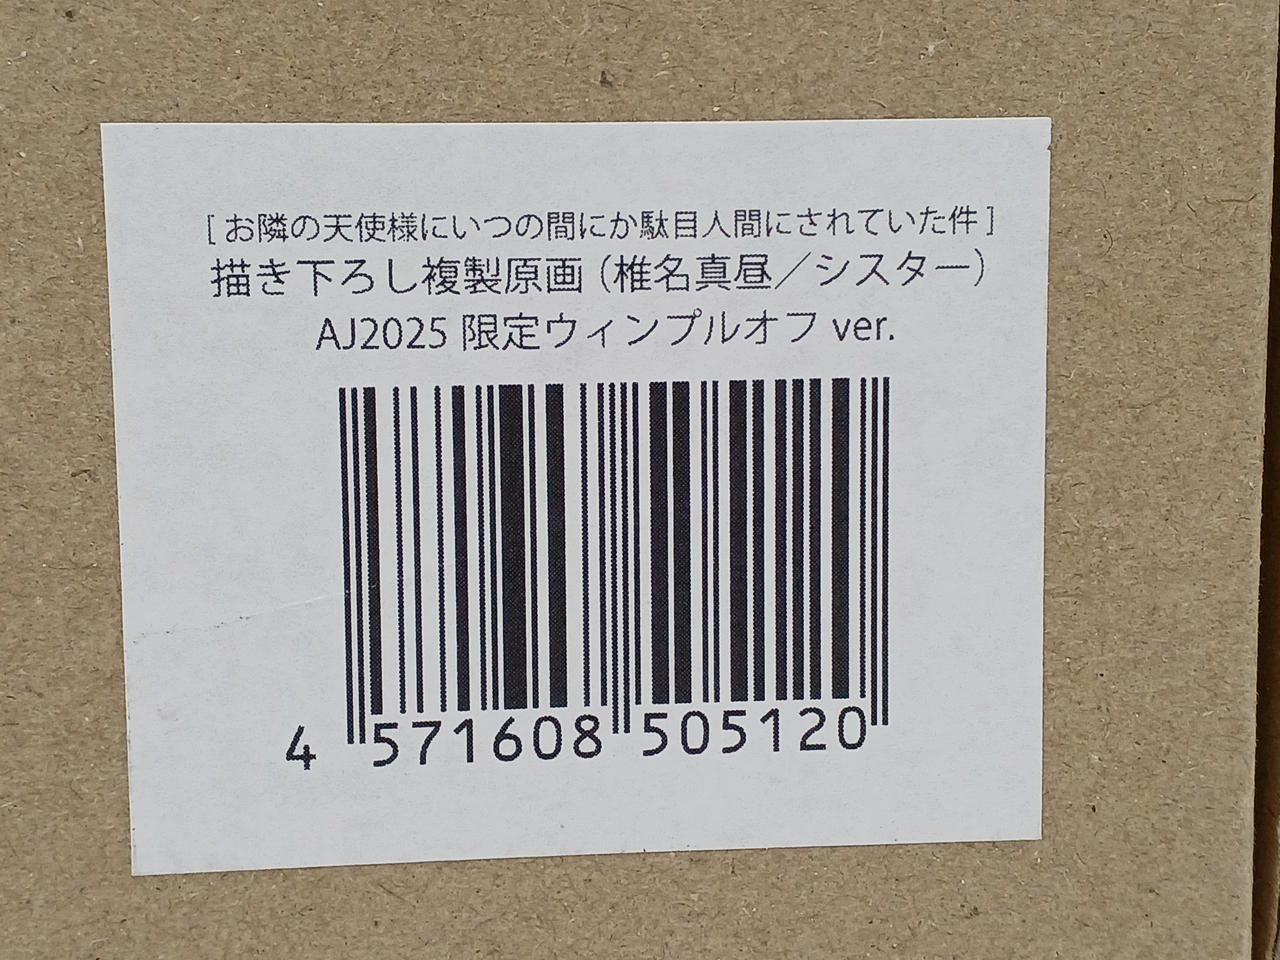 [ お隣の天使様にいつの間にか駄目人間にされていた件 ]
描き下ろし複製原画 (椎名真昼／シスター)
AJ2025 限定ウィンプルオフ ver.
4 571608 505120